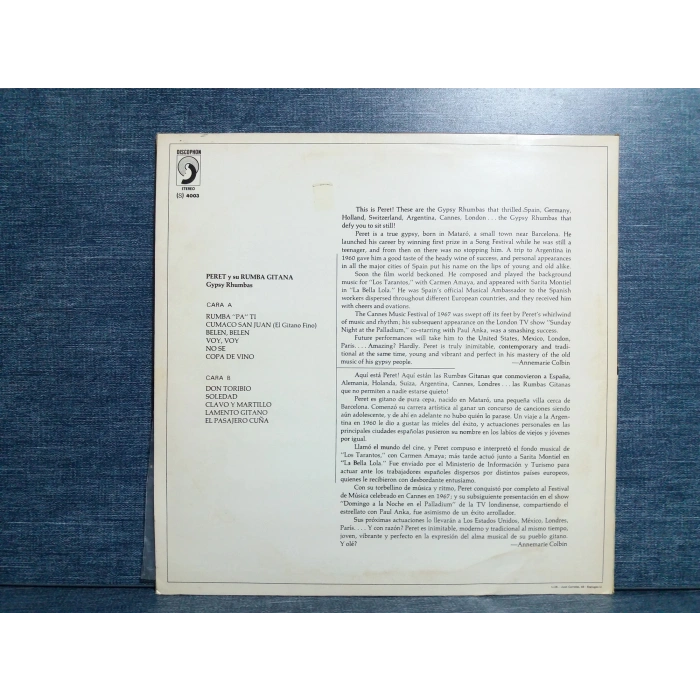 DISCOPHON
STEREO
(S) 4003
PERET y su RUMBA GITANA
Gypsy Rhumbas
CARA A
RUMBA "PA" TI
CUMACO SAN JUAN (El Gitano Fino)
BELEN, BELEN
VOY, VOY
NO SE
COPA DE VINO
CARA B
DON TORIBIO
SOLEDAD
CLAVO Y MARTILLO
LAMENTO GITANO
EL PASAJERO CUÑA
This is Peret! These are the Gypsy Rhumbas that thrilled Spain, Germany,
Holland, Switzerland, Argentina, Cannes, London . . . the Gypsy Rhumbas that
defy you to sit still!
Peret is a true gypsy, born in Mataró, a small town near Barcelona. He
launched his career by winning first prize in a Song Festival while he was still a
teenager, and from then on there was no stopping him. A trip to Argentina in
1960 gave him a good taste of the heady wine of success, and personal appearances
in all the major cities of Spain put his name on the lips of young and old alike.
Soon the film world beckoned. He composed and played the background
music for "Los Tarantos," with Carmen Amaya, and appeared with Sarita Montiel
in "La Bella Lola." He was Spain's official Musical Ambassador to the Spanish
workers dispersed throughout different European countries, and they received him
with cheers and ovations.
The Cannes Music Festival of 1967 was swept off its feet by Peret's whirlwind
of music and rhythm; his subsequent appearance on the London TV show "Sunday
Night at the Palladium," co-starring with Paul Anka, was a smashing success.
Future performances will take him to the United States, Mexico, London,
Paris. . . . Amazing? Hardly. Peret is truly inimitable, contemporary and tradi-
tional at the same time, young and vibrant and perfect in his mastery of the old
music of his gypsy people.
—Annemarie Colbin
Aquí está Peret! Aquí están las Rumbas Gitanas que conmovieron a España,
Alemania, Holanda, Suiza, Argentina, Cannes, Londres . . . las Rumbas Gitanas
que no permiten a nadie estarse quieto!
Peret es gitano de pura cepa, nacido en Mataró, una pequeña villa cerca de
Barcelona. Comenzó su carrera artística al ganar un concurso de canciones siendo
aún adolescente, y de ahí en adelante no hubo quién lo parase. Un viaje a la Argen-
tina en 1960 le dio a gustar las mieles del éxito, y actuaciones personales en las
principales ciudades españolas pusieron su nombre en los labios de viejos y jóvenes
por igual.
Llamó el mundo del cine, y Peret compuso e interpretó el fondo musical de
"Los Tarantos," con Carmen Amaya; más tarde actuó junto a Sarita Montiel en
"La Bella Lola." Fue enviado por el Ministerio de Información y Turismo para
actuar ante los trabajadores españoles dispersos por distintos países europeos,
quienes le recibieron con desbordante entusiasmo.
Con su torbellino de música y ritmo, Peret conquistó por completo al Festival
de Música celebrado en Cannes en 1967; y su subsiguiente presentación en el show
"Domingo a la Noche en el Palladium" de la TV londinense, compartiendo el
estrellato con Paul Anka, fue asimismo de un éxito arrollador.
Sus próximas actuaciones lo llevarán a Los Estados Unidos, México, Londres,
París. . . . Y con razón? Peret es inimitable, moderno y tradicional al mismo tiempo,
joven, vibrante y perfecto en la expresión del alma musical de su pueblo gitano.
Y olé?
—Annemarie Colbin